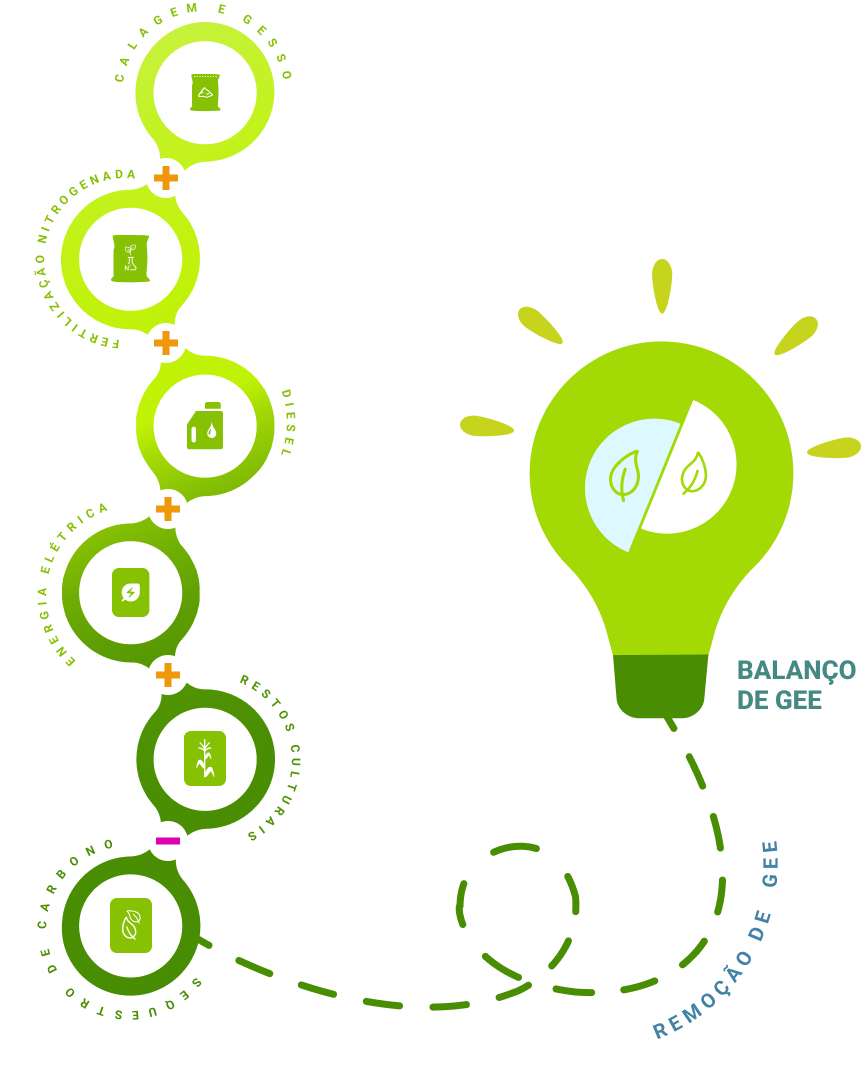 CALAGEM E GESSO
FERTILIZAÇÃO NITROGENADA
N
DIESEL
ENERGIA ELÉTRICA
RESTOS CULTURAIS
SEQUESTRO DE CARBONO
BALANÇO
DE GEE
REMOÇÃO DE GEE